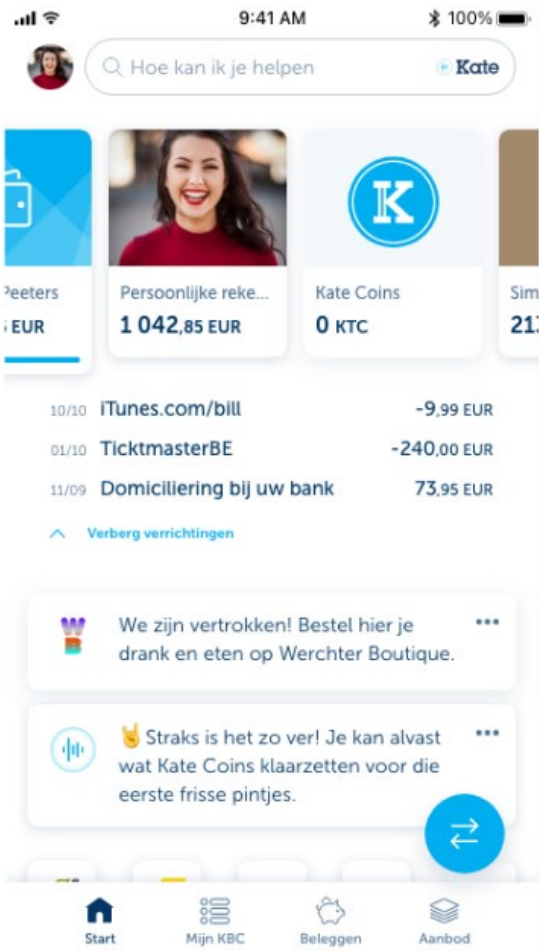 9:41 AM
100%
Hoe kan ik je helpen
Kate
K
Peeters
EUR
Persoonlijke reke...
1 042,85 EUR
Kate Coins
0 KTC
Sim
21
10/10 iTunes.com/bill -9,99 EUR
01/10 TicktmasterBE -240,00 EUR
11/09 Domiciliering bij uw bank 73,95 EUR
Verberg verrichtingen
WB
We zijn vertrokken! Bestel hier je
drank en eten op Werchter Boutique.
🤘Straks is het zo ver! Je kan alvast
wat Kate Coins klaarzetten voor die
eerste frisse pintjes.
Start
Mijn KBC
Beleggen
Aanbod